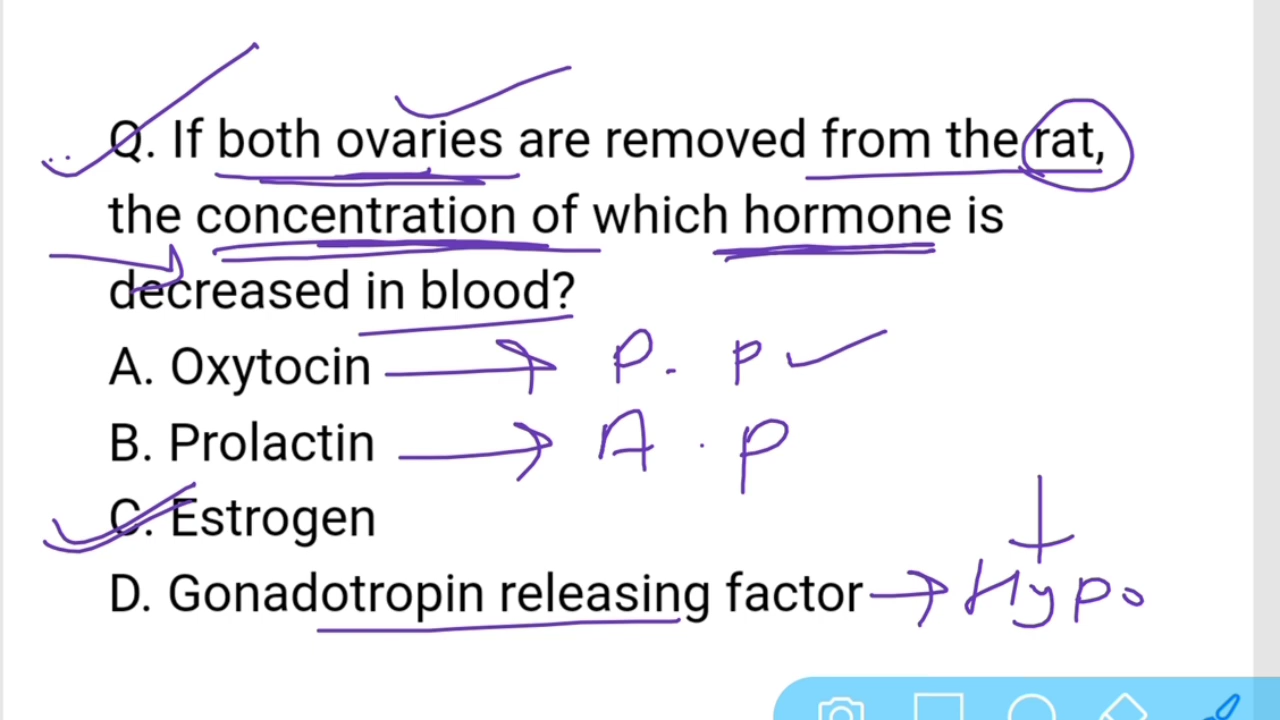 Q. If both ovaries are removed from the rat,
the concentration of which hormone is
decreased in blood?
A. Oxytocin → P. P ✓
B. Prolactin → A. P
C. Estrogen
D. Gonadotropin releasing factor → Hypo